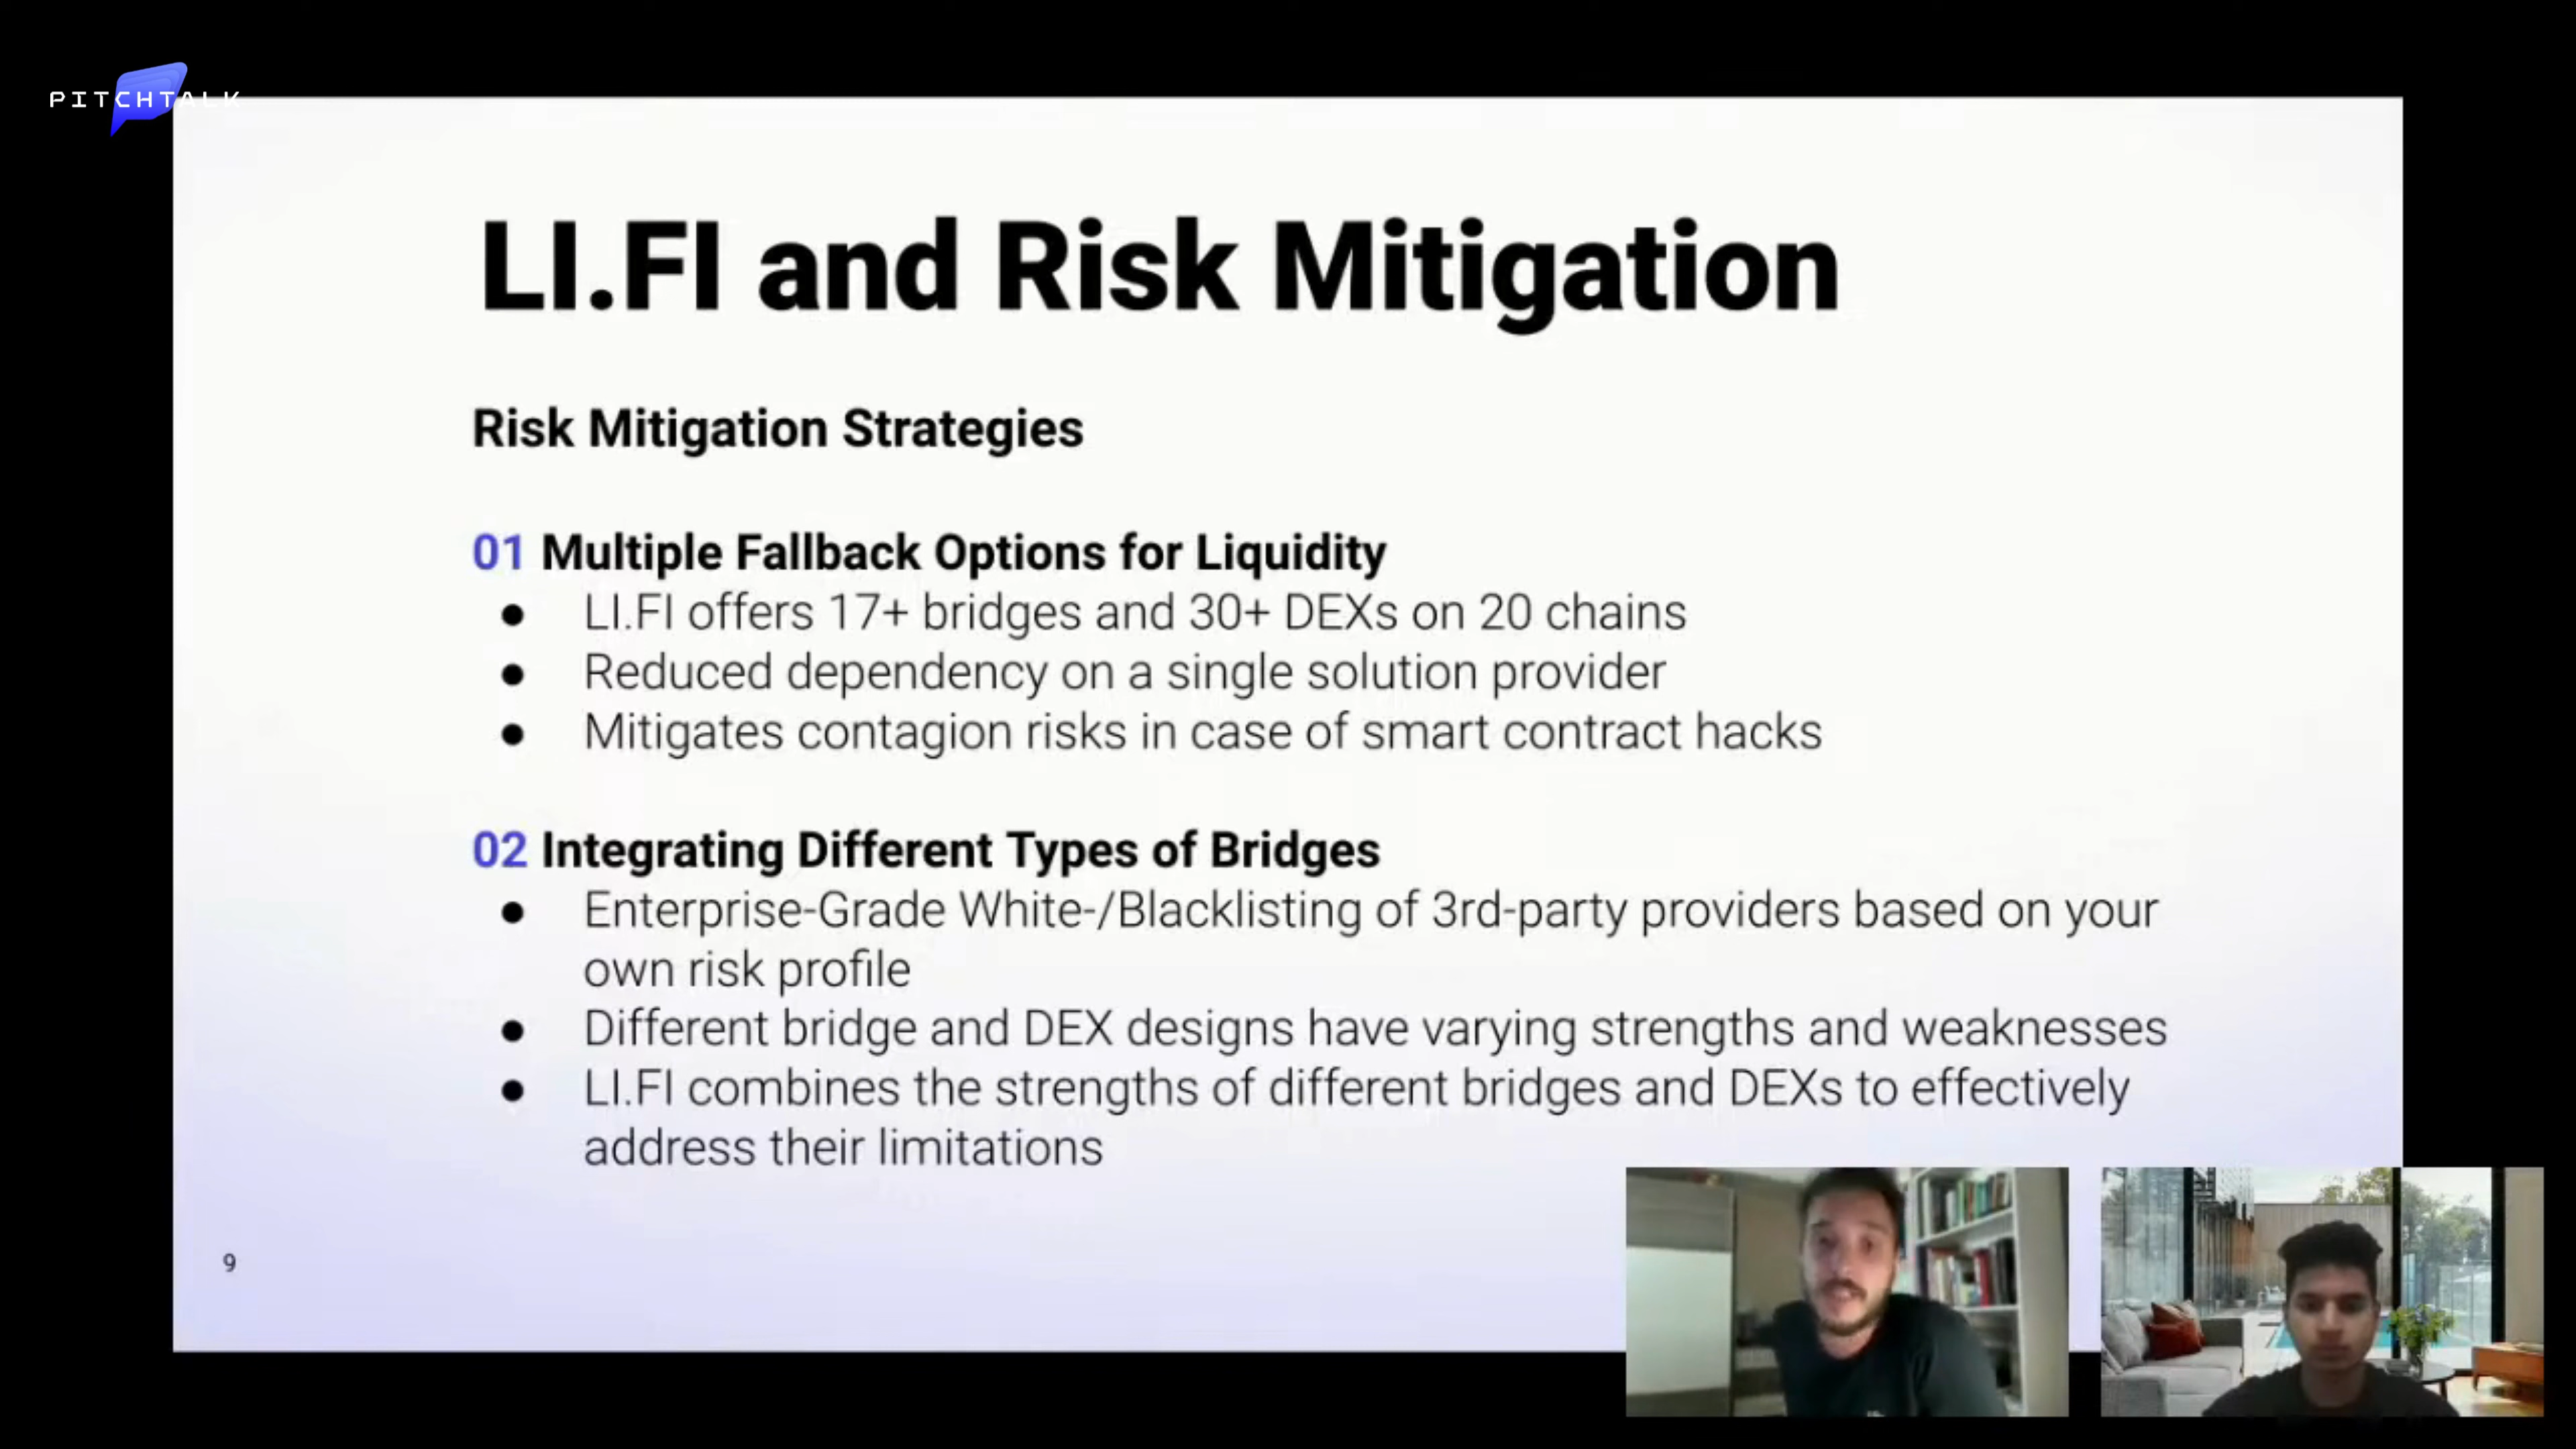 PITCHTALK
LI.FI and Risk Mitigation
Risk Mitigation Strategies
01 Multiple Fallback Options for Liquidity
● LI.FI offers 17+ bridges and 30+ DEXs on 20 chains
● Reduced dependency on a single solution provider
● Mitigates contagion risks in case of smart contract hacks
02 Integrating Different Types of Bridges
● Enterprise-Grade White-/Blacklisting of 3rd-party providers based on your
own risk profile
● Different bridge and DEX designs have varying strengths and weaknesses
● LI.FI combines the strengths of different bridges and DEXs to effectively
address their limitations
9